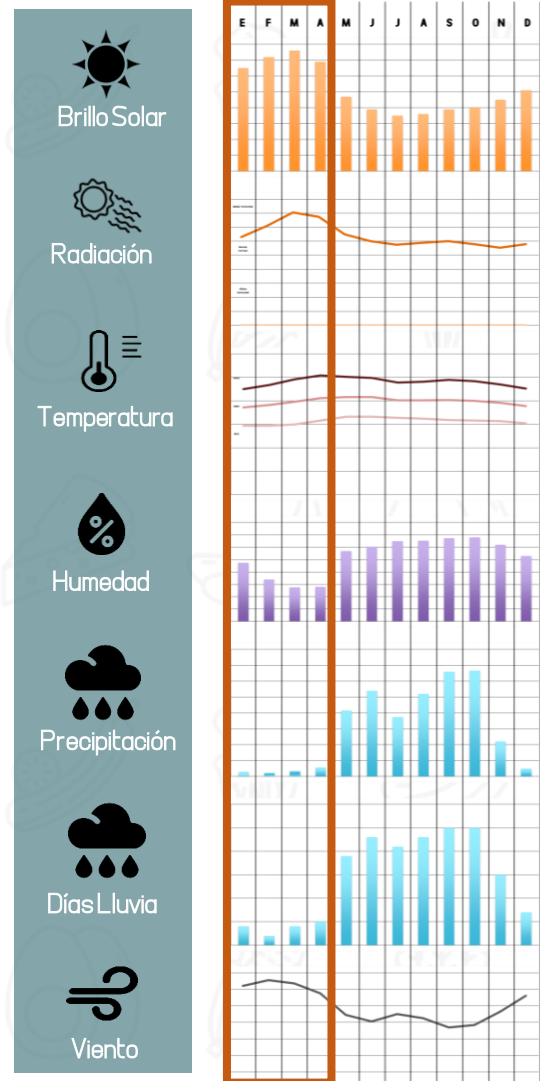 E F M A M J J A S O N D
Brillo Solar
Radiación
Temperatura
%
Humedad
Precipitación
Días Lluvia
Viento